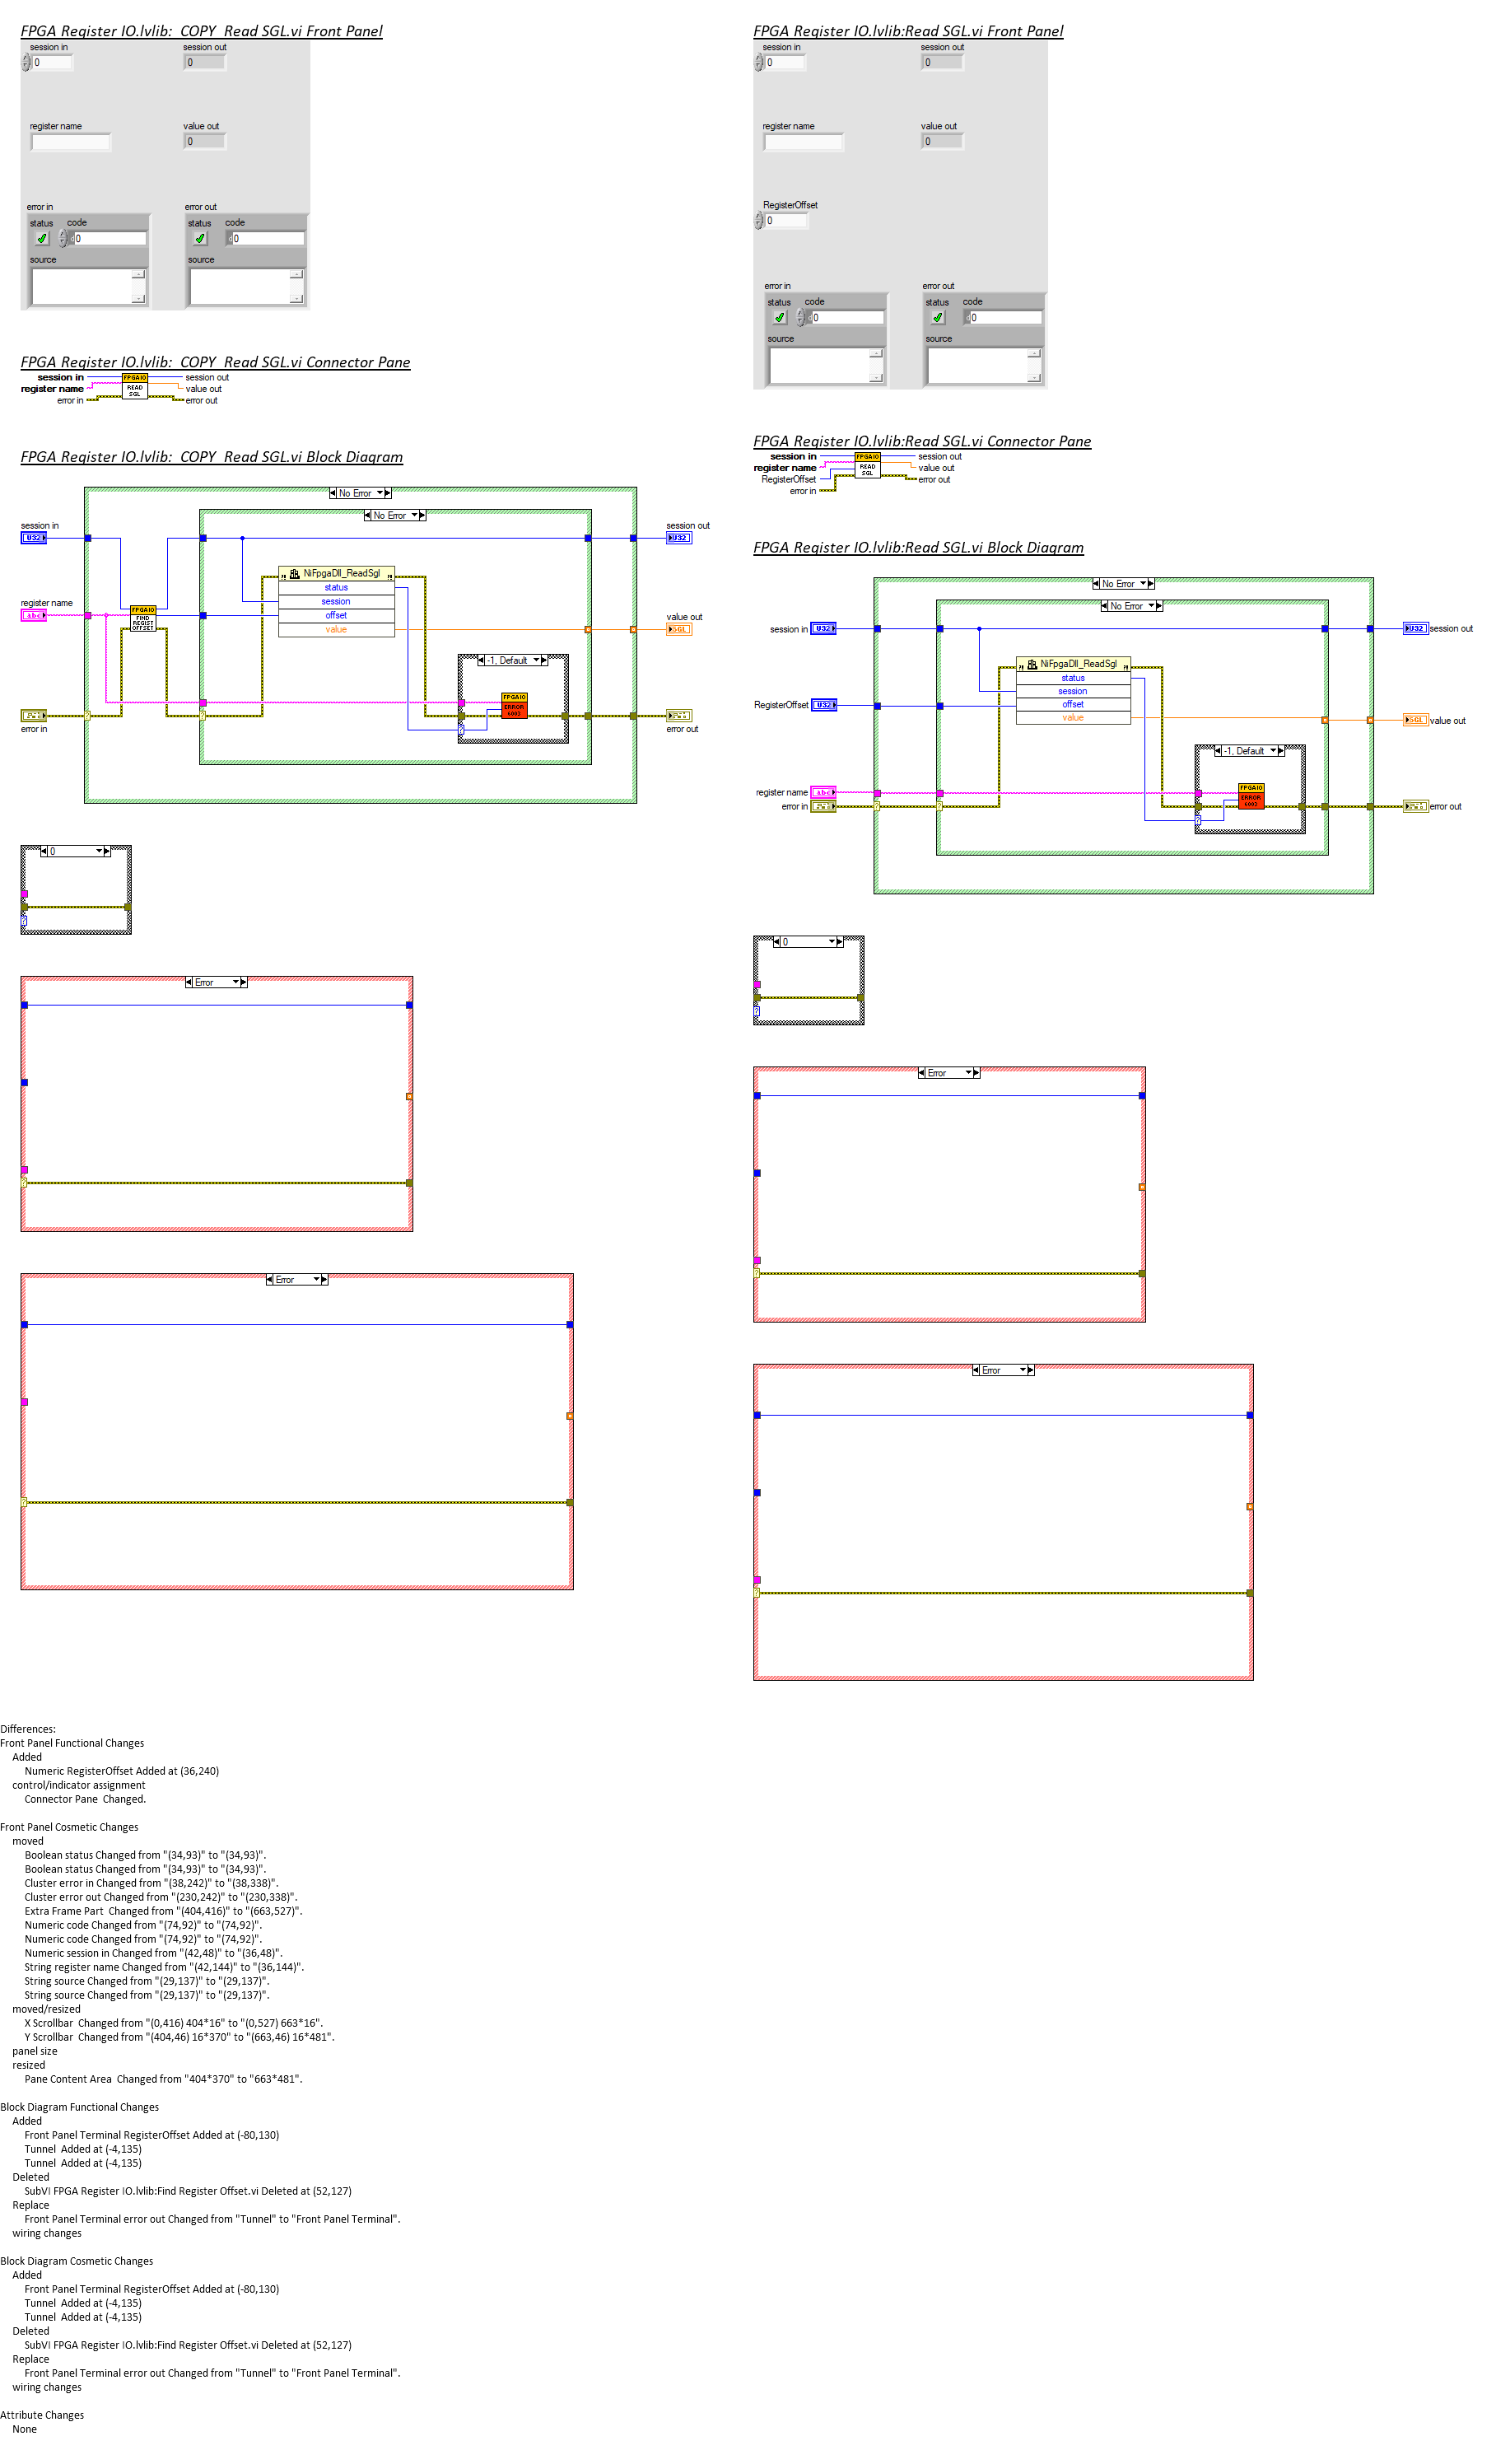 FPGA Register IO.lvlib:  COPY  Read SGL.vi Front Panel
session in
session out
0
0
register name
value out
0
error in
error out
status
code
status
code
0
0
source
source
FPGA Register IO.lvlib:  COPY  Read SGL.vi Connector Pane
session in
session out
register name
value out
error in
error out
FPGAIO
READ
SGL
FPGA Register IO.lvlib:  COPY  Read SGL.vi Block Diagram
No Error
No Error
session in
session out
U32
U32
NiFpgaDll_ReadSgl
status
session
offset
value
register name
Abc
FPGAIO
FIND
REGIST
OFFSET
value out
SGL
-1, Default
FPGAIO
ERROR
6003
?
?
?
error in
error out
0
?
Error
?
Error
?
FPGA Register IO.lvlib:Read SGL.vi Front Panel
session in
session out
0
0
register name
value out
0
RegisterOffset
0
error in
error out
status
code
status
code
0
0
source
source
FPGA Register IO.lvlib:Read SGL.vi Connector Pane
session in
session out
register name
value out
RegisterOffset
error out
error in
FPGAIO
READ
SGL
FPGA Register IO.lvlib:Read SGL.vi Block Diagram
No Error
No Error
session in
U32
U32
session out
NiFpgaDll_ReadSgl
status
session
offset
value
RegisterOffset
U32
SGL
value out
-1, Default
FPGAIO
ERROR
6003
register name
Abc
error in
?
?
?
error out
0
?
Error
?
Error
?
Differences:
Front Panel Functional Changes
Added
Numeric RegisterOffset Added at (36,240)
control/indicator assignment
Connector Pane  Changed.
Front Panel Cosmetic Changes
moved
Boolean status Changed from "(34,93)" to "(34,93)".
Boolean status Changed from "(34,93)" to "(34,93)".
Cluster error in Changed from "(38,242)" to "(38,338)".
Cluster error out Changed from "(230,242)" to "(230,338)".
Extra Frame Part  Changed from "(404,416)" to "(663,527)".
Numeric code Changed from "(74,92)" to "(74,92)".
Numeric code Changed from "(74,92)" to "(74,92)".
Numeric session in Changed from "(42,48)" to "(36,48)".
String register name Changed from "(42,144)" to "(36,144)".
String source Changed from "(29,137)" to "(29,137)".
String source Changed from "(29,137)" to "(29,137)".
moved/resized
X Scrollbar  Changed from "(0,416) 404*16" to "(0,527) 663*16".
Y Scrollbar  Changed from "(404,46) 16*370" to "(663,46) 16*481".
panel size
resized
Pane Content Area  Changed from "404*370" to "663*481".
Block Diagram Functional Changes
Added
Front Panel Terminal RegisterOffset Added at (-80,130)
Tunnel  Added at (-4,135)
Tunnel  Added at (-4,135)
Deleted
SubVI FPGA Register IO.lvlib:Find Register Offset.vi Deleted at (52,127)
Replace
Front Panel Terminal error out Changed from "Tunnel" to "Front Panel Terminal".
wiring changes
Block Diagram Cosmetic Changes
Added
Front Panel Terminal RegisterOffset Added at (-80,130)
Tunnel  Added at (-4,135)
Tunnel  Added at (-4,135)
Deleted
SubVI FPGA Register IO.lvlib:Find Register Offset.vi Deleted at (52,127)
Replace
Front Panel Terminal error out Changed from "Tunnel" to "Front Panel Terminal".
wiring changes
Attribute Changes
None